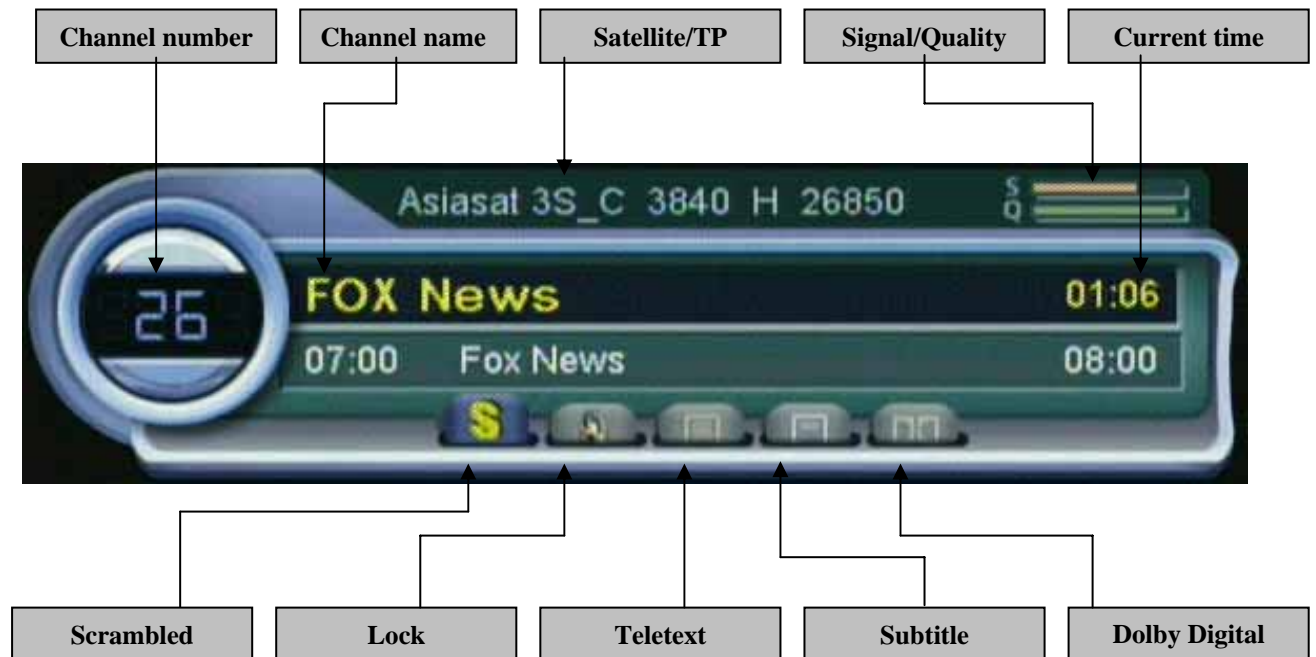 Channel number
Channel name
Satellite/TP
Signal/Quality
Current time
Asiasat 3S_C 3840 H 26850
S
Q
26
FOX News 01:06
07:00 Fox News 08:00
S
Scrambled
Lock
Teletext
Subtitle
Dolby Digital